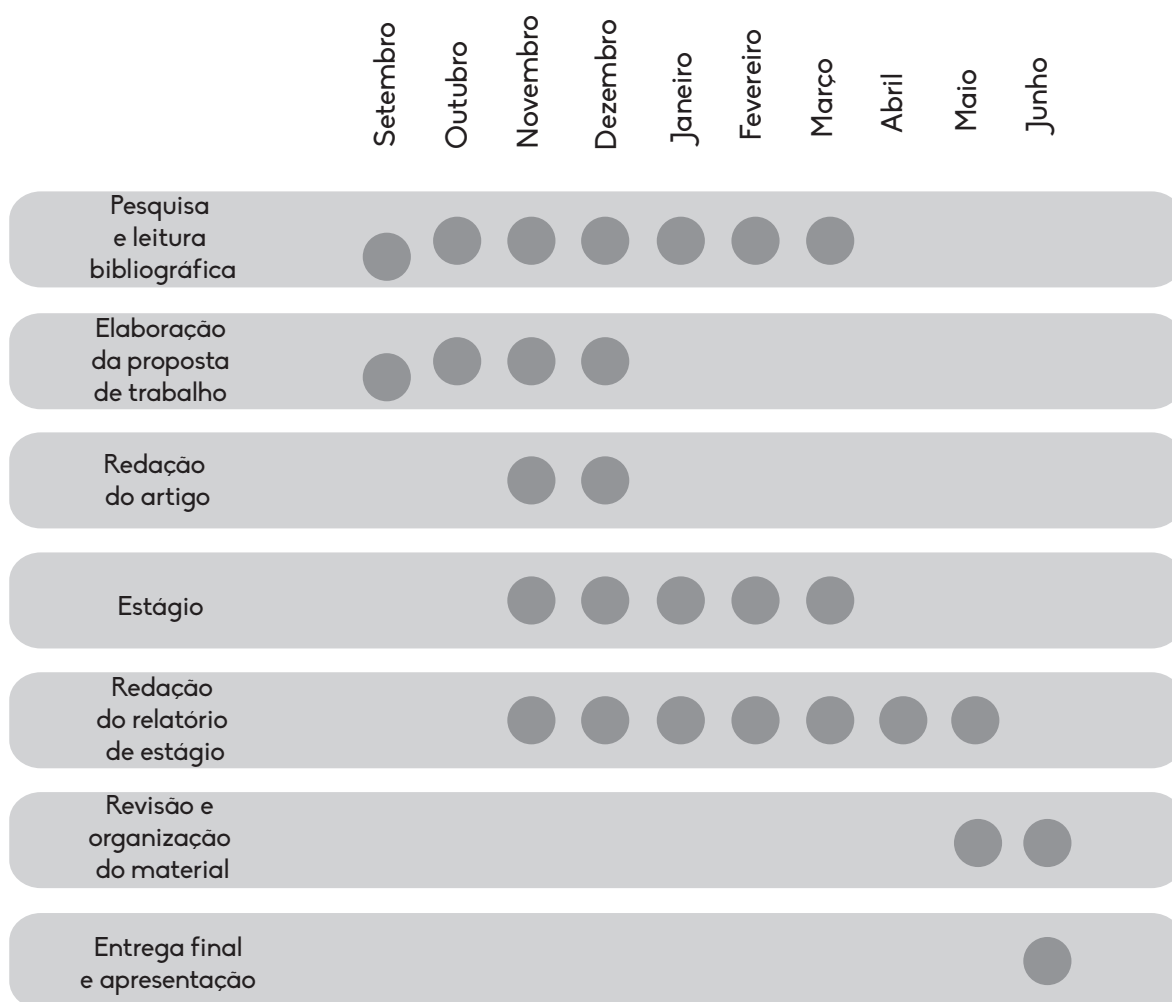 Setembro
Outubro
Novembro
Dezembro
Janeiro
Fevereiro
Março
Abril
Maio
Junho
Pesquisa
e leitura
bibliográfica
Elaboração
da proposta
de trabalho
Redação
do artigo
Estágio
Redação
do relatório
de estágio
Revisão e
organização
do material
Entrega final
e apresentação